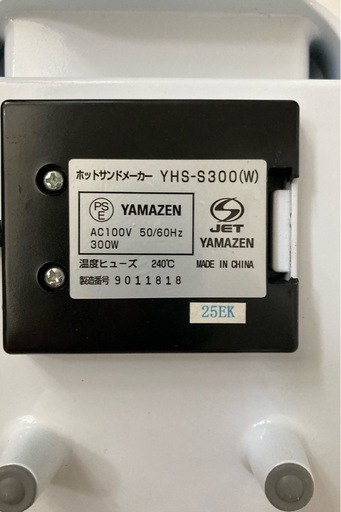 ホットサンドメーカー YHS-S300(W)
PS
E
YAMAZEN
AC100V 50/60Hz
300W
JET
YAMAZEN
温度ヒューズ 240℃
MADE IN CHINA
製造番号 9011818
25EK